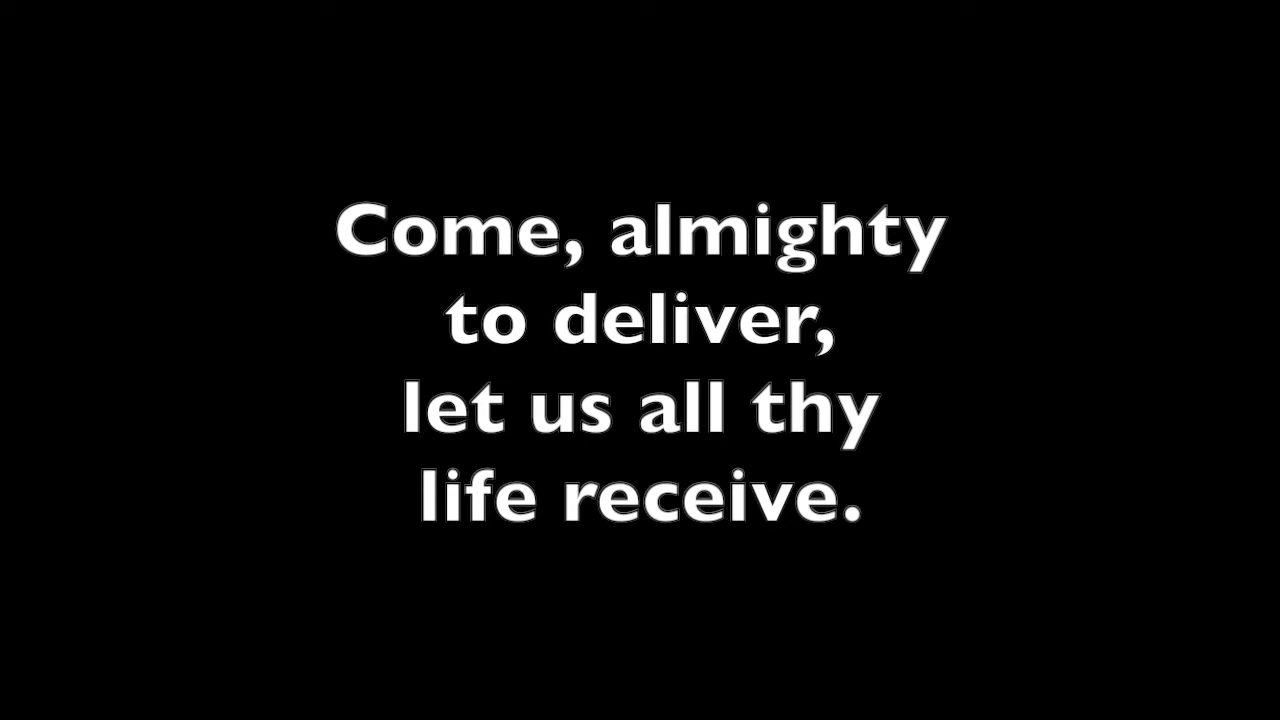 Come, almighty
to deliver,
let us all thy
life receive.